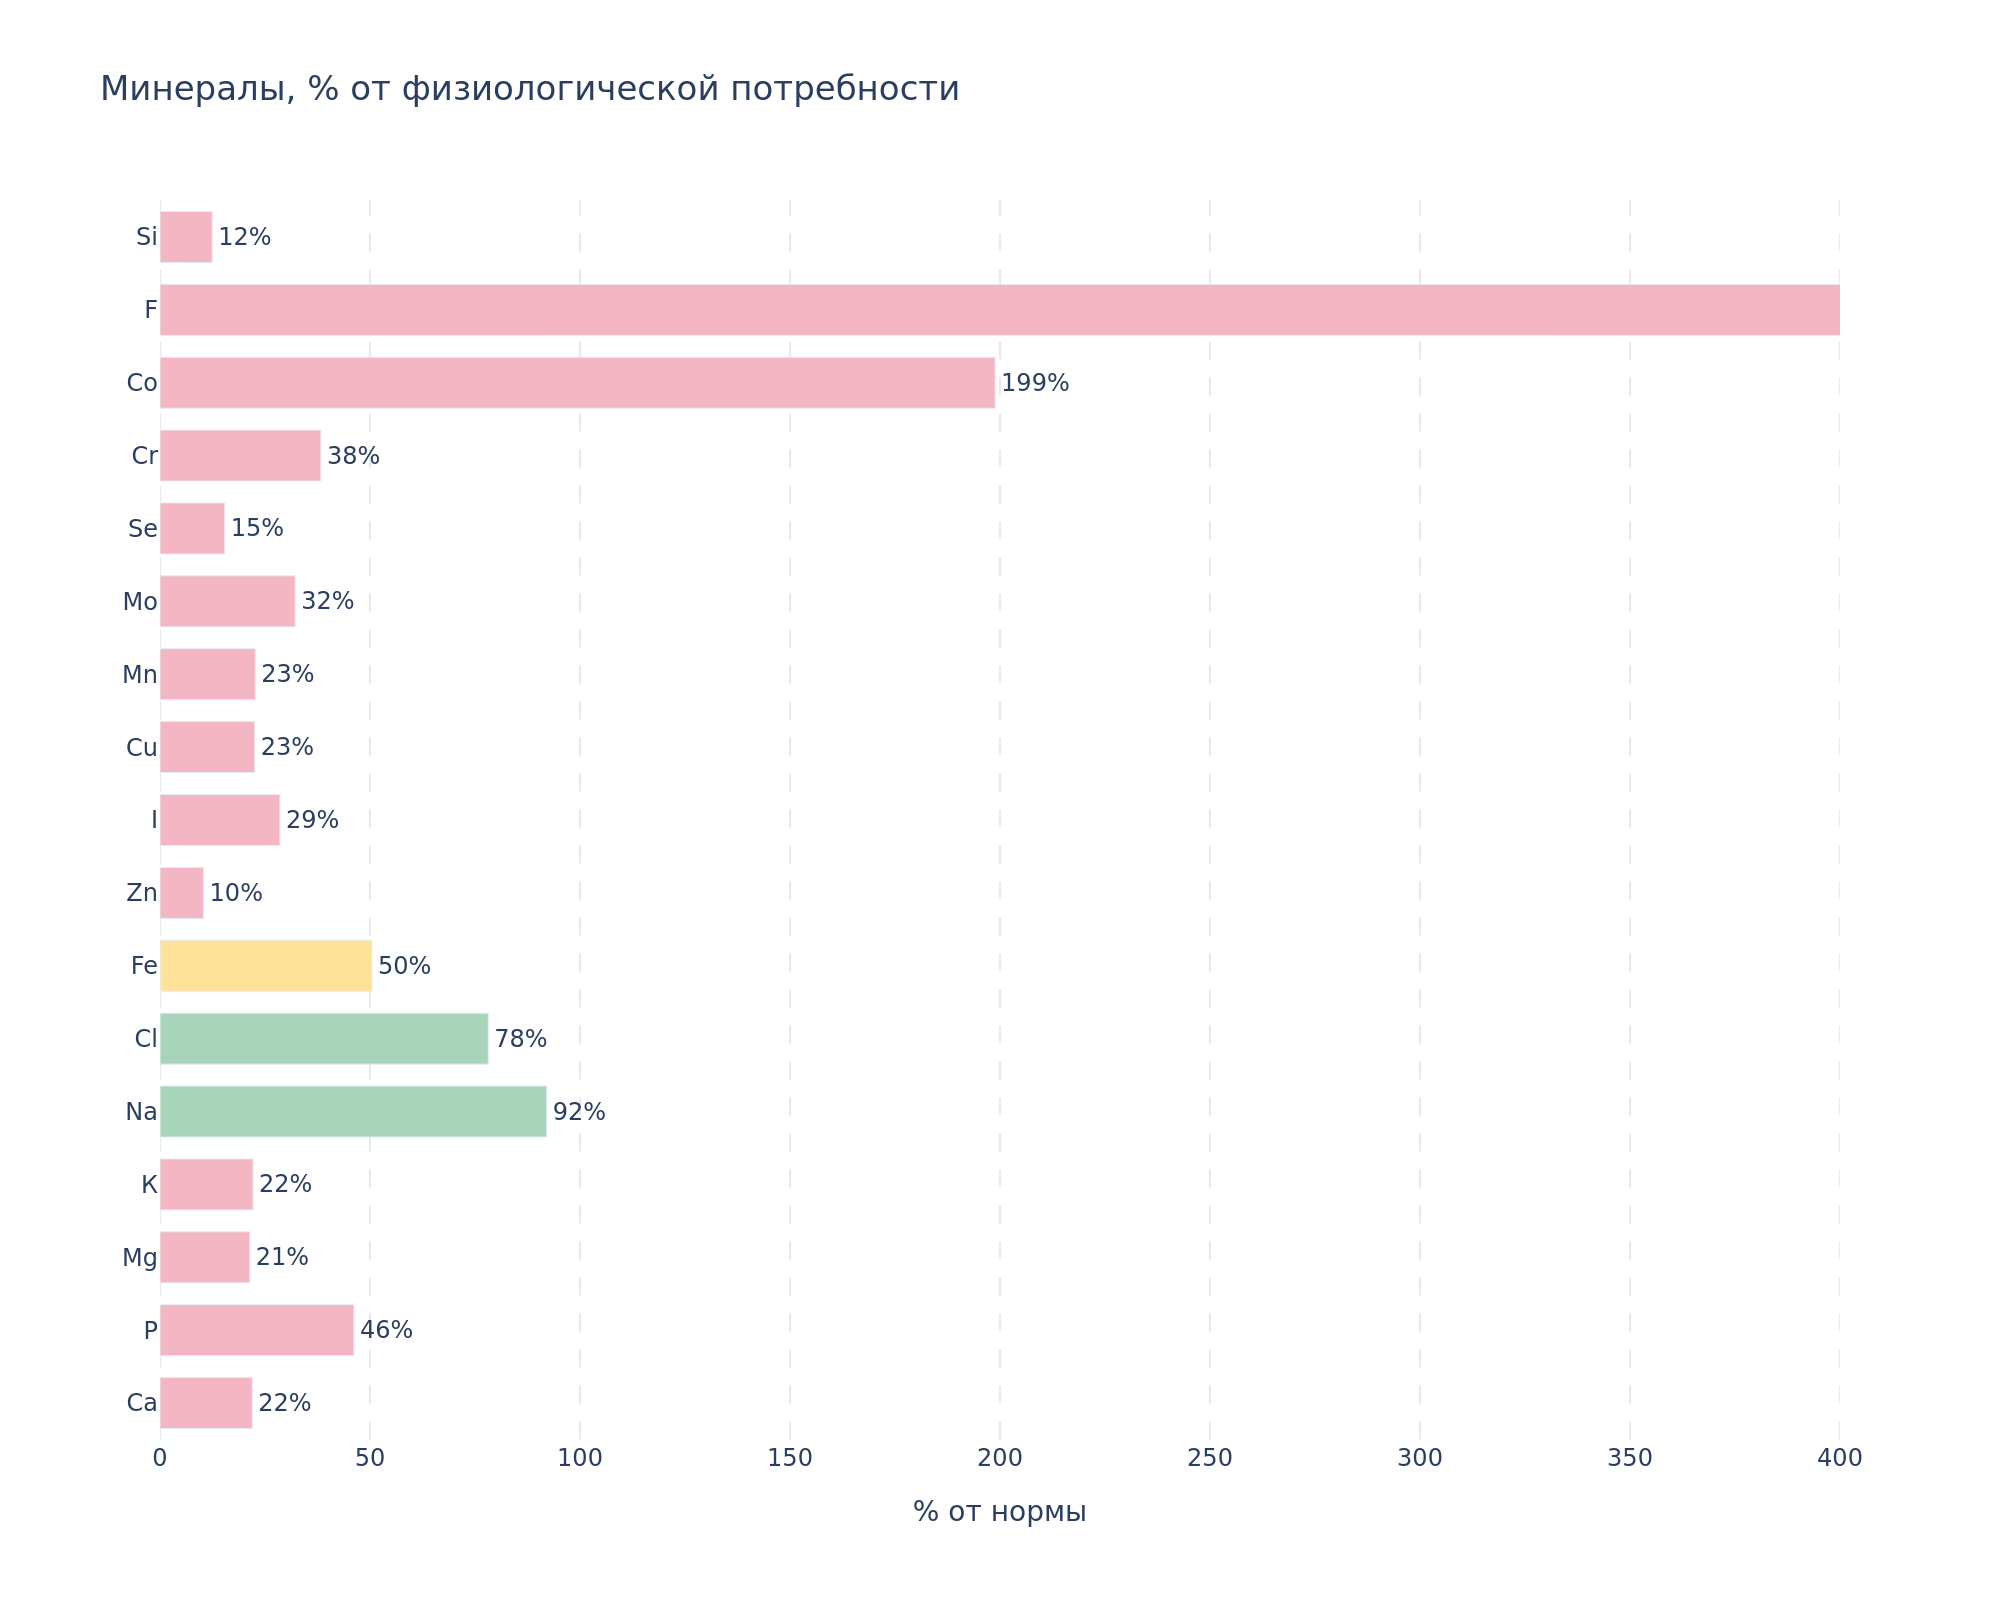 Минералы, % от физиологической потребности
Si 12%
F
Co 199%
Cr 38%
Se 15%
Mo 32%
Mn 23%
Cu 23%
I 29%
Zn 10%
Fe 50%
Cl 78%
Na 92%
K 22%
Mg 21%
P 46%
Ca 22%
0 50 100 150 200 250 300 350 400
% от нормы